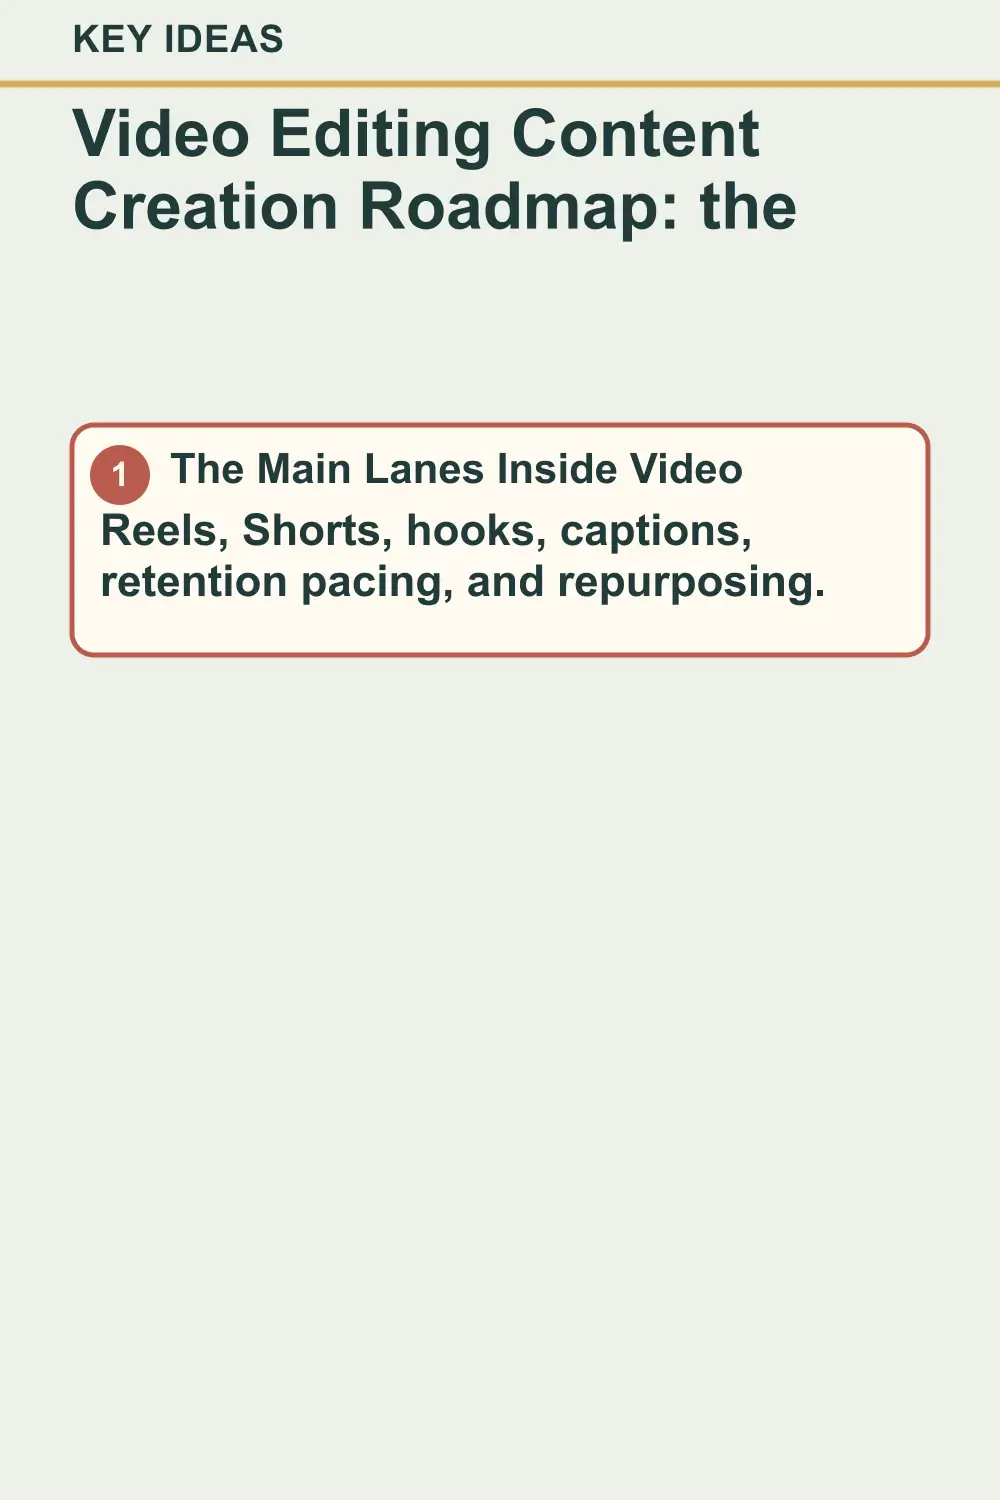 KEY IDEAS
Video Editing Content
Creation Roadmap: the
1 The Main Lanes Inside Video
Reels, Shorts, hooks, captions,
retention pacing, and repurposing.